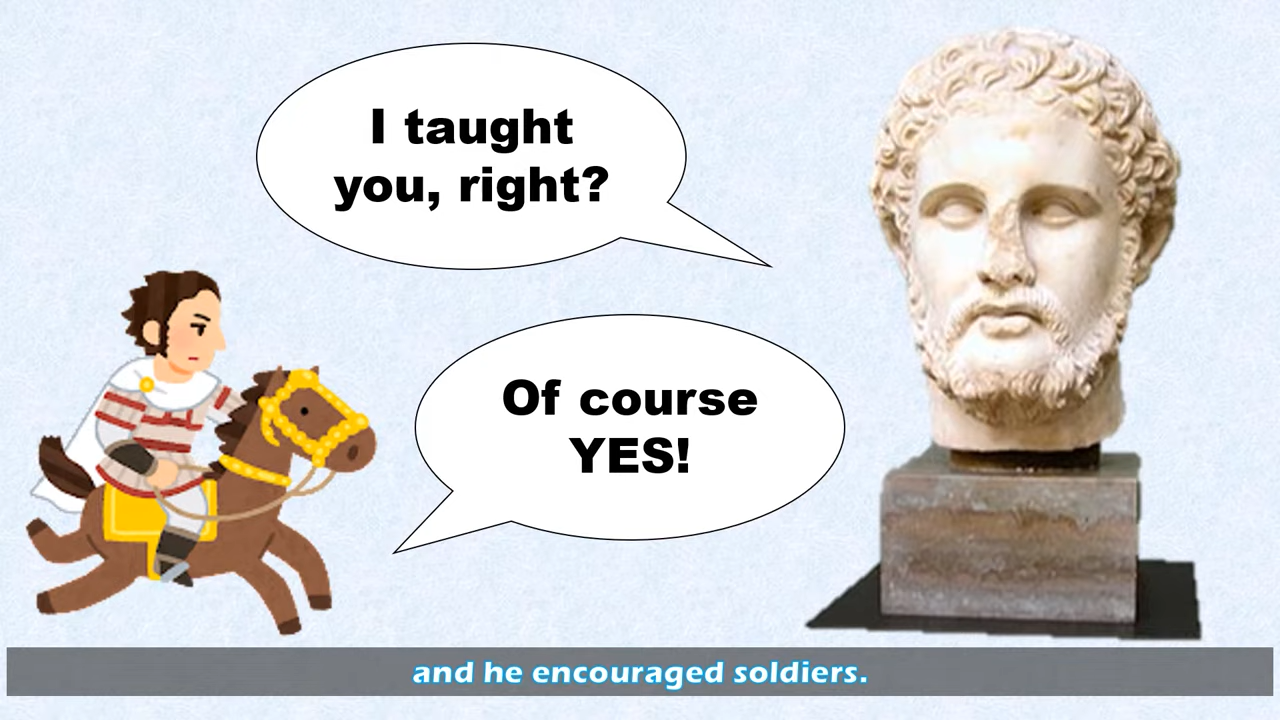 I taught
you, right?
Of course
YES!
and he encouraged soldiers.